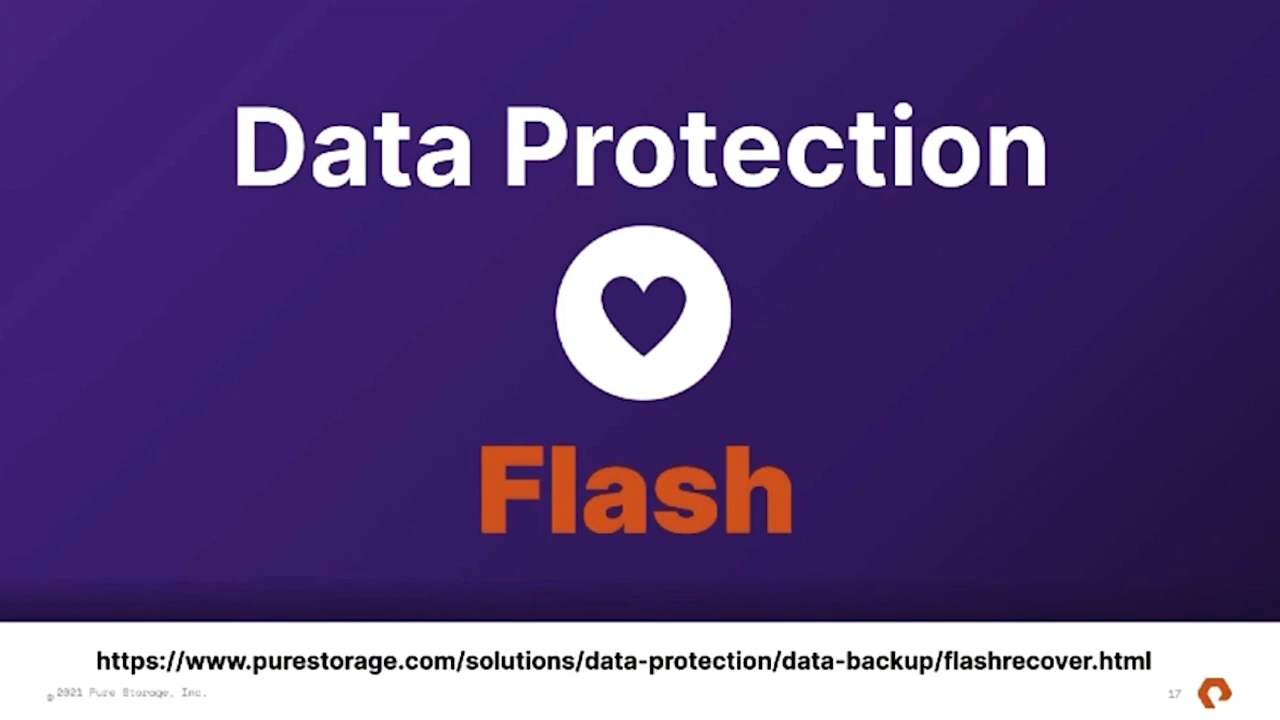 Data Protection
Flash
https://www.purestorage.com/solutions/data-protection/data-backup/flashrecover.html
©2021 Pure Storage, Inc.
17